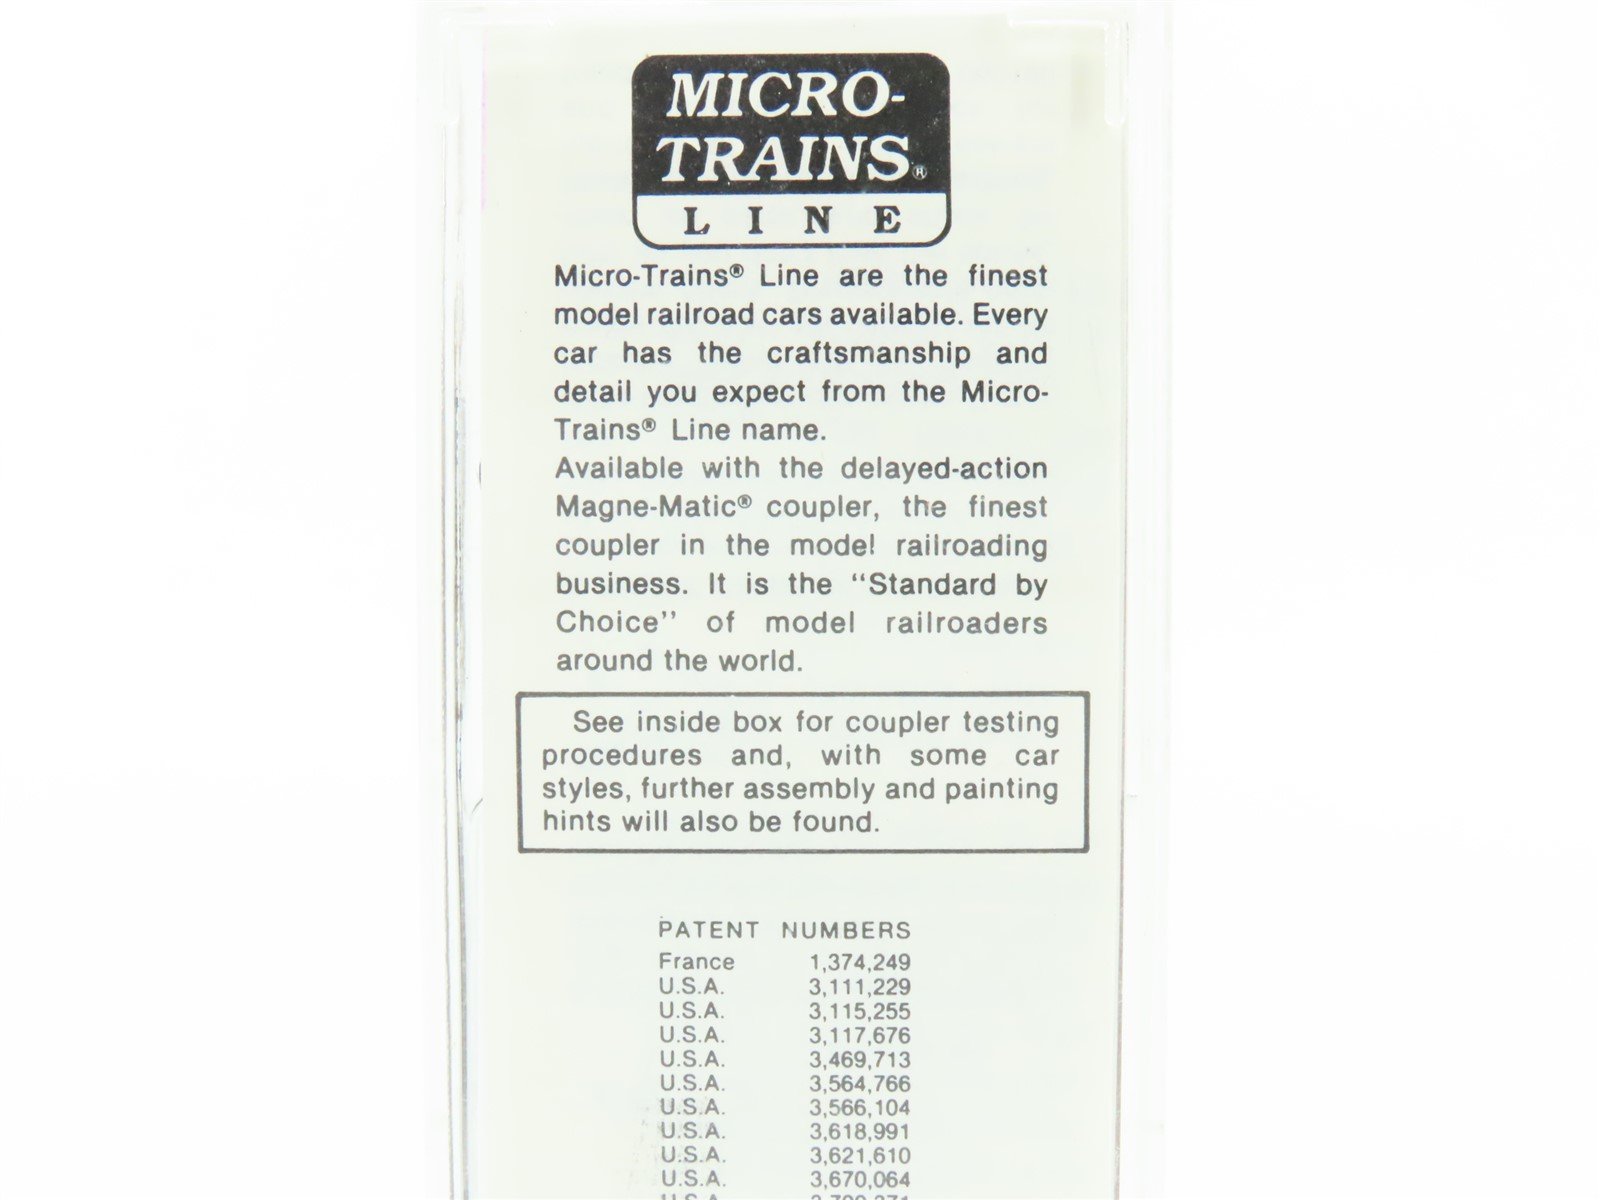 MICRO-
TRAINS®
LINE
Micro-Trains® Line are the finest
model railroad cars available. Every
car has the craftsmanship and
detail you expect from the Micro-
Trains® Line name.
Available with the delayed-action
Magne-Matic® coupler, the finest
coupler in the model railroading
business. It is the “Standard by
Choice” of model railroaders
around the world.
See inside box for coupler testing
procedures and, with some car
styles, further assembly and painting
hints will also be found.
PATENT NUMBERS
France 1,374,249
U.S.A. 3,111,229
U.S.A. 3,115,255
U.S.A. 3,117,676
U.S.A. 3,469,713
U.S.A. 3,564,766
U.S.A. 3,566,104
U.S.A. 3,618,991
U.S.A. 3,621,610
U.S.A. 3,670,064
U.S.A.